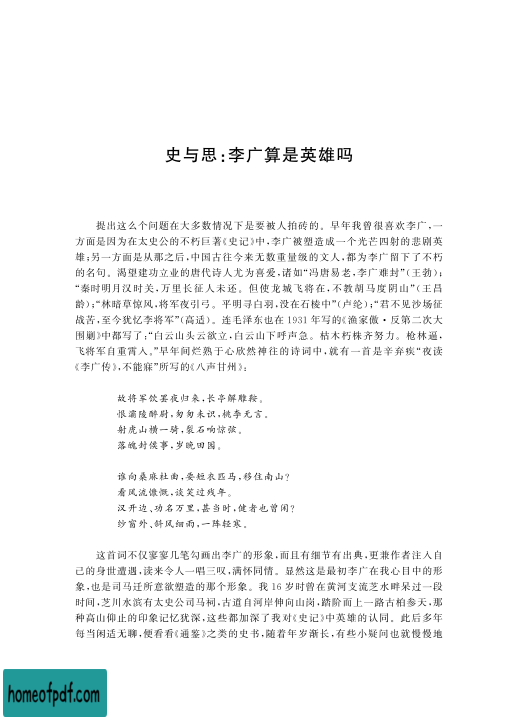 史与思:李广算是英雄吗
提出这么个问题在大多数情况下是要被人拍砖的。早年我曾很喜欢李广,一
方面是因为在太史公的不朽巨著《史记》中,李广被塑造成一个光芒四射的悲剧英
雄;另一方面是从那之后,中国古往今来无数重量级的文人,都为李广留下了不朽
的名句。渴望建功立业的唐代诗人尤为喜爱,诸如“冯唐易老,李广难封”(王勃);
“秦时明月汉时关,万里长征人未还。但使龙城飞将在,不教胡马度阴山”(王昌
龄);“林暗草惊风,将军夜引弓。平明寻白羽,没在石棱中”(卢纶);“君不见沙场征
战苦,至今犹忆李将军”(高适)。连毛泽东也在1931年写的《渔家傲·反第二次大
围剿》中都写了:“白云山头云欲立,白云山下呼声急。枯木朽株齐努力。枪林逼,
飞将军自重霄入。”早年间烂熟于心欣然神往的诗词中,就有一首是辛弃疾“夜读
《李广传》,不能寐”所写的《八声甘州》:
故将军饮罢夜归来,长亭解雕鞍。
恨灞陵醉尉,匆匆未识,桃李无言。
射虎山横一骑,裂石响惊弦。
落魄封侯事,岁晚田园。
谁向桑麻杜曲,要短衣匹马,移住南山?
看风流慷慨,谈笑过残年。
汉开边、功名万里,甚当时,健者也曾闲?
纱窗外、斜风细雨,一阵轻寒。
这首词不仅寥寥几笔勾画出李广的形象,而且有细节有出典,更兼作者注入自
己的身世遭遇,读来令人一唱三叹,满怀同情。显然这是最初李广在我心目中的形
象,也是司马迁所意欲塑造的那个形象。我16岁时曾在黄河支流芝水畔呆过一段
时间,芝川水滨有太史公司马祠,古道自河岸伸向山岗,踏阶而上一路古柏参天,那
种高山仰止的印象记忆犹深,这些都加深了我对《史记》中英雄的认同。此后多年
每当闲适无聊,便看看《通鉴》之类的史书,随着年岁渐长,有些小疑问也就慢慢地
homeofpdf.com